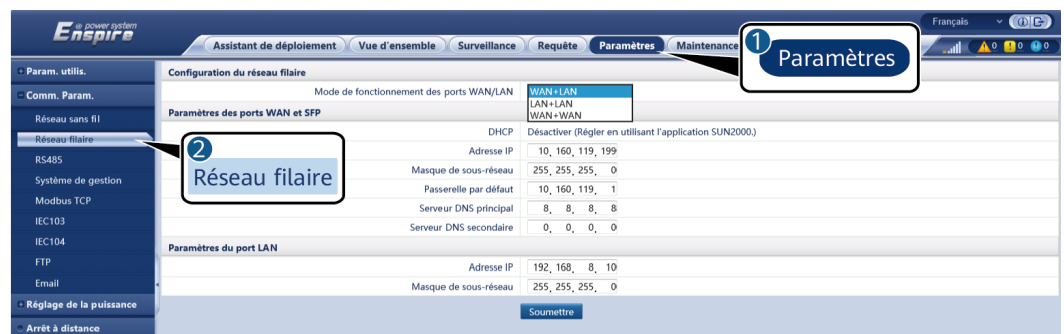 e power system
Enspire
Français
Assistant de déploiement Vue d'ensemble Surveillance Requête Paramètres Maintenance
1 Paramètres
0 0 0
Param. utilis.
Comm. Param.
Réseau sans fil
Réseau filaire
RS485
Système de gestion
Modbus TCP
IEC103
IEC104
FTP
Email
Réglage de la puissance
Arrêt à distance
2
Réseau filaire
Configuration du réseau filaire
Mode de fonctionnement des ports WAN/LAN WAN+LAN
LAN+LAN
WAN+WAN
Paramètres des ports WAN et SFP
DHCP Désactiver (Régler en utilisant l'application SUN2000.)
Adresse IP 10, 160, 119, 199
Masque de sous-réseau 255, 255, 255, 0
Passerelle par défaut 10, 160, 119, 1
Serveur DNS principal 8, 8, 8, 8
Serveur DNS secondaire 0, 0, 0, 0
Paramètres du port LAN
Adresse IP 192, 168, 8, 10
Masque de sous-réseau 255, 255, 255, 0
Soumettre